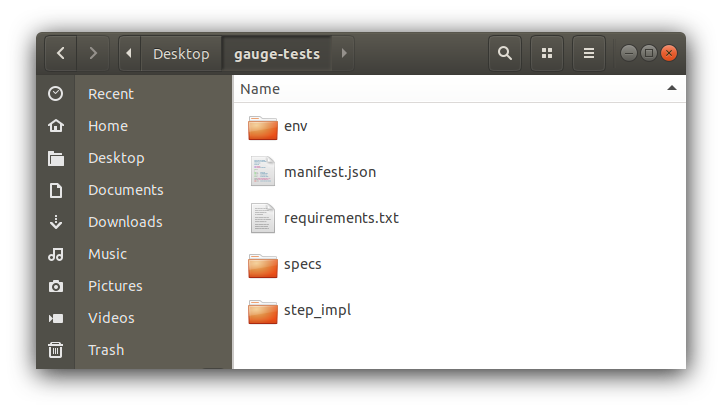 Desktop
gauge-tests
Recent
Home
Desktop
Documents
Downloads
Music
Pictures
Videos
Trash
Name
env
manifest.json
requirements.txt
specs
step_impl